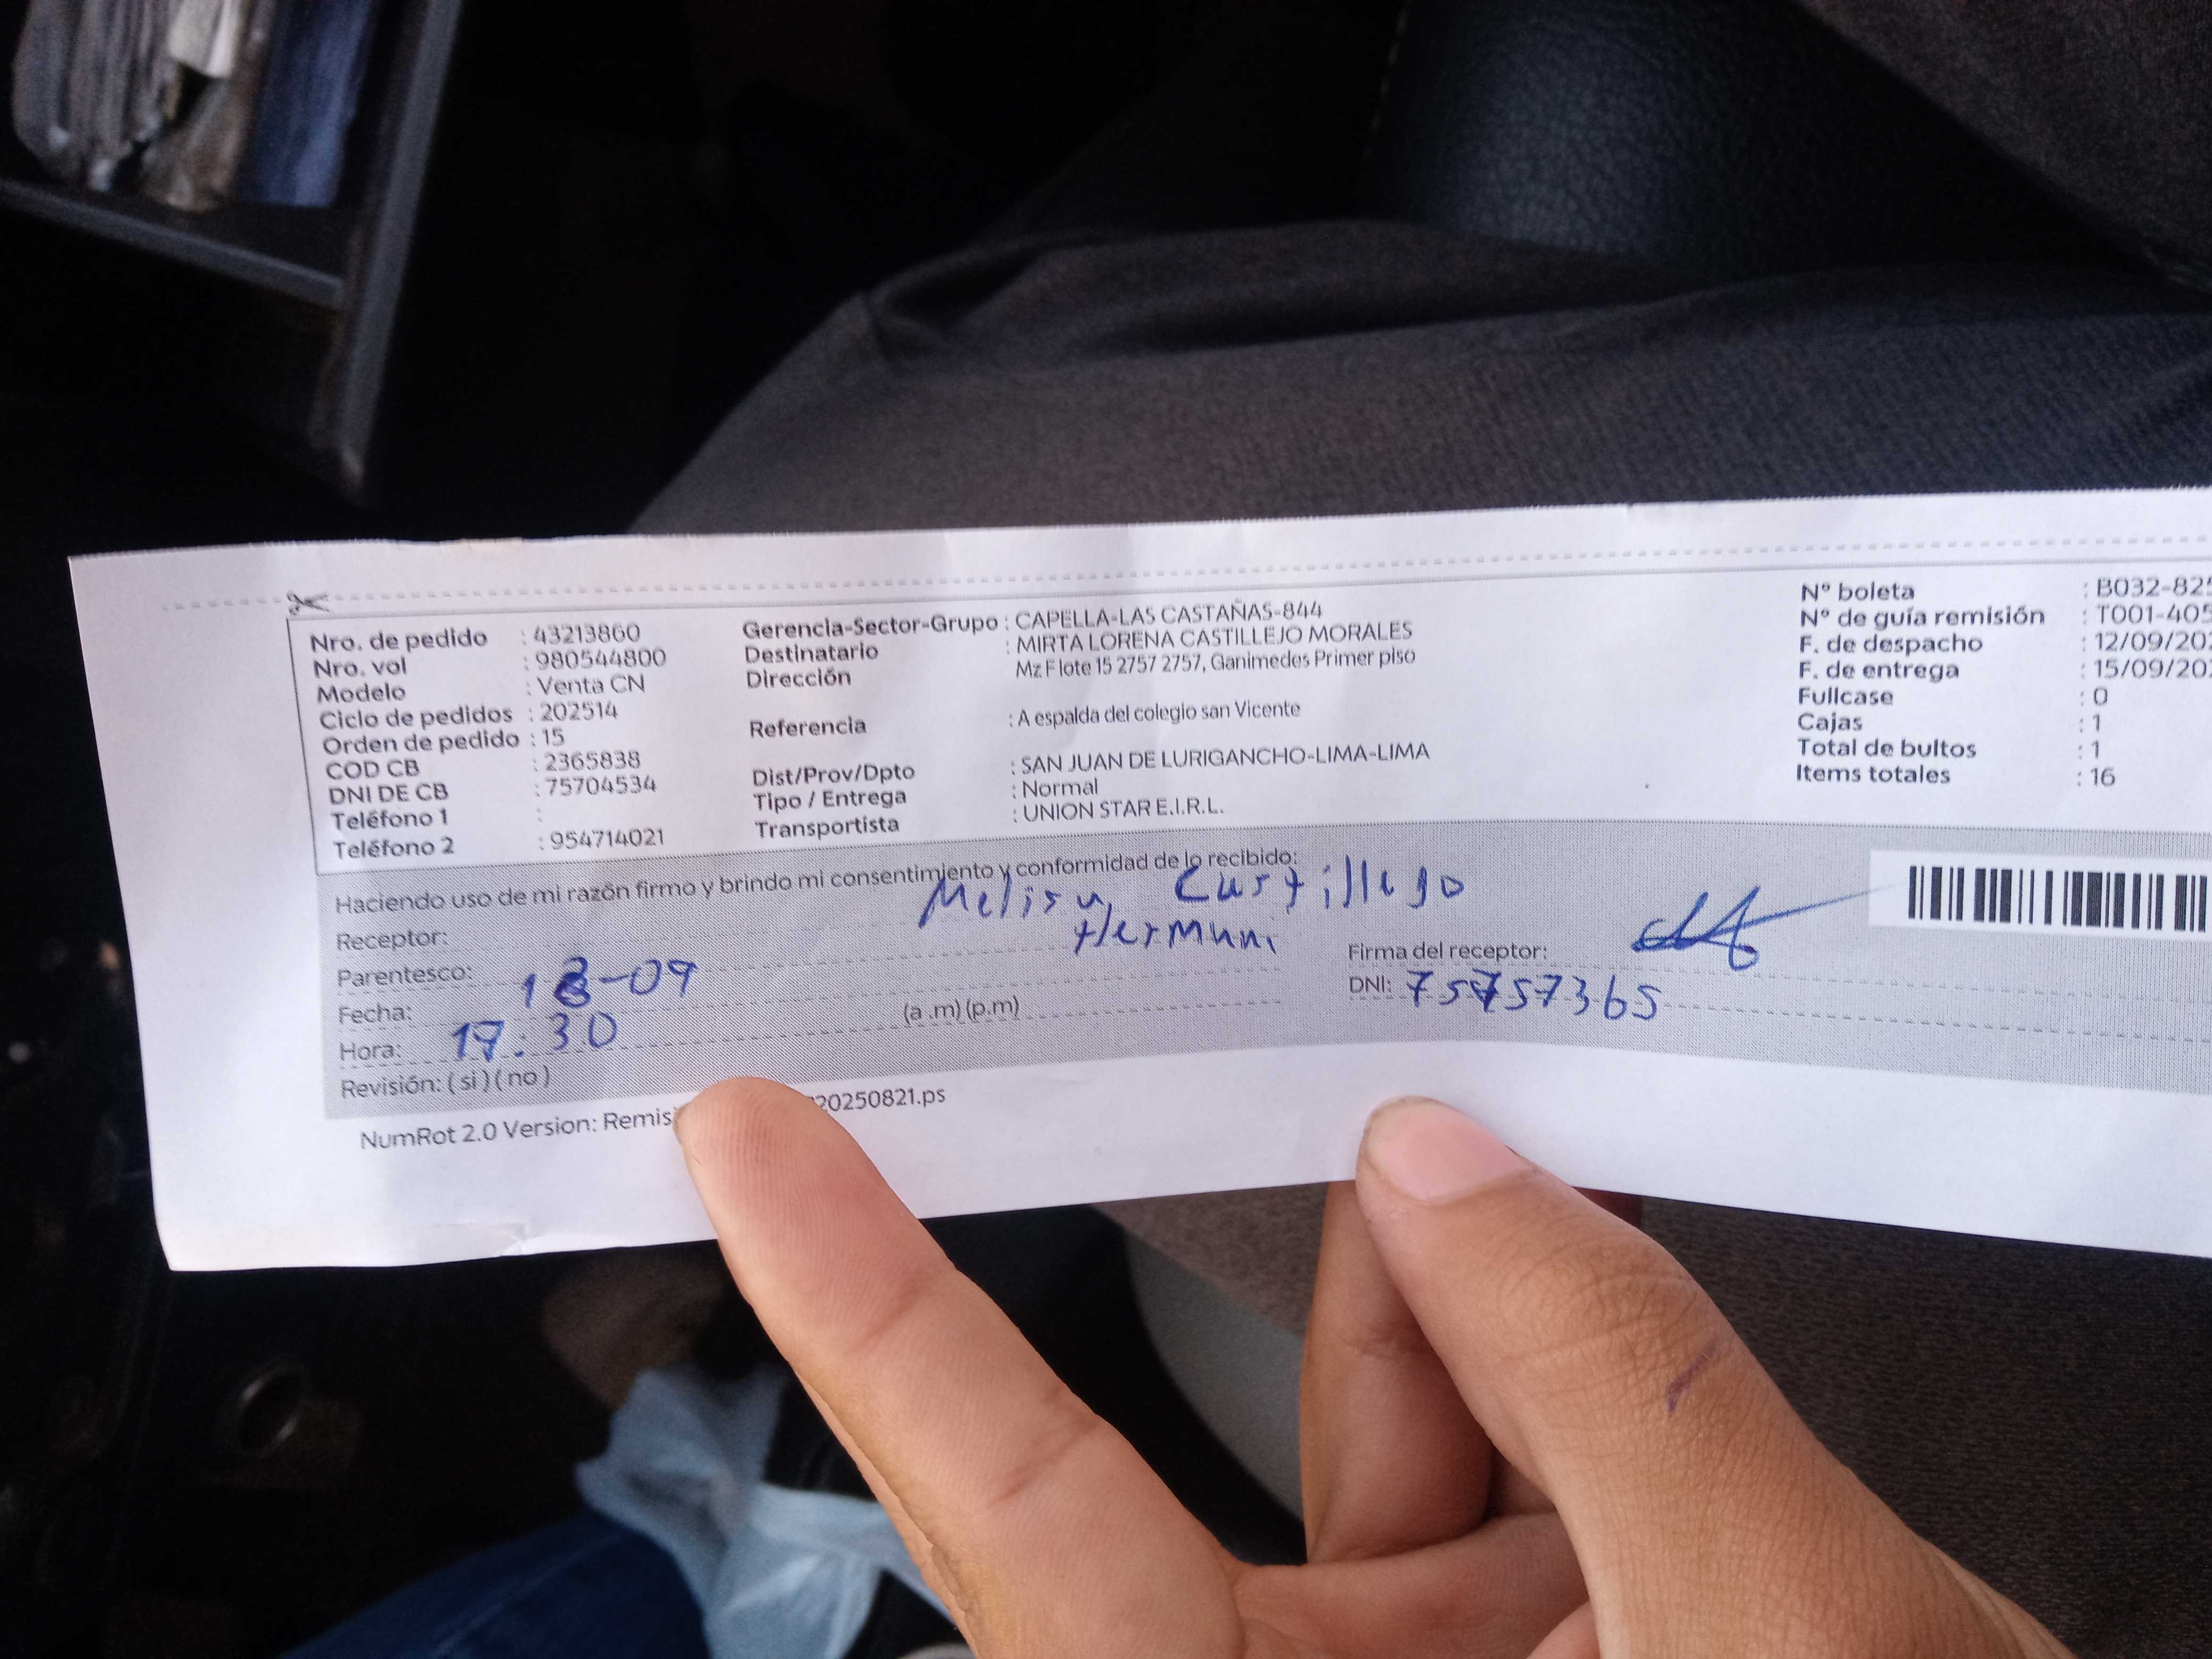 Nro. de pedido : 43213860
Nro. vol : 980544800
Modelo : Venta CN
Ciclo de pedidos : 202514
Orden de pedido : 15
COD CB : 2365838
DNI DE CB : 75704534
Teléfono 1 :
Teléfono 2 : 954714021
Gerencia-Sector-Grupo : CAPELLA-LAS CASTAÑAS-844
Destinatario : MIRTA LORENA CASTILLEJO MORALES
Dirección Mz F lote 15 2757 2757, Ganimedes Primer piso
Referencia : A espalda del colegio san Vicente
Dist/Prov/Dpto : SAN JUAN DE LURIGANCHO-LIMA-LIMA
Tipo / Entrega : Normal
Transportista : UNION STAR E.I.R.L.
Nº boleta : B032-825
Nº de guía remisión : T001-405
F. de despacho : 12/09/202
F. de entrega : 15/09/202
Fullcase : 0
Cajas : 1
Total de bultos : 1
Items totales : 16
Haciendo uso de mi razón firmo y brindo mi consentimiento y conformidad de lo recibido:
Receptor: Melisa Castillejo
Parentesco: Hermana
Fecha: -09
Hora: 17:30 (a .m) (p.m)
Revisión: ( si ) ( no )
Firma del receptor:
DNI: 75757365
NumRot 2.0 Version: Remis 20250821.ps